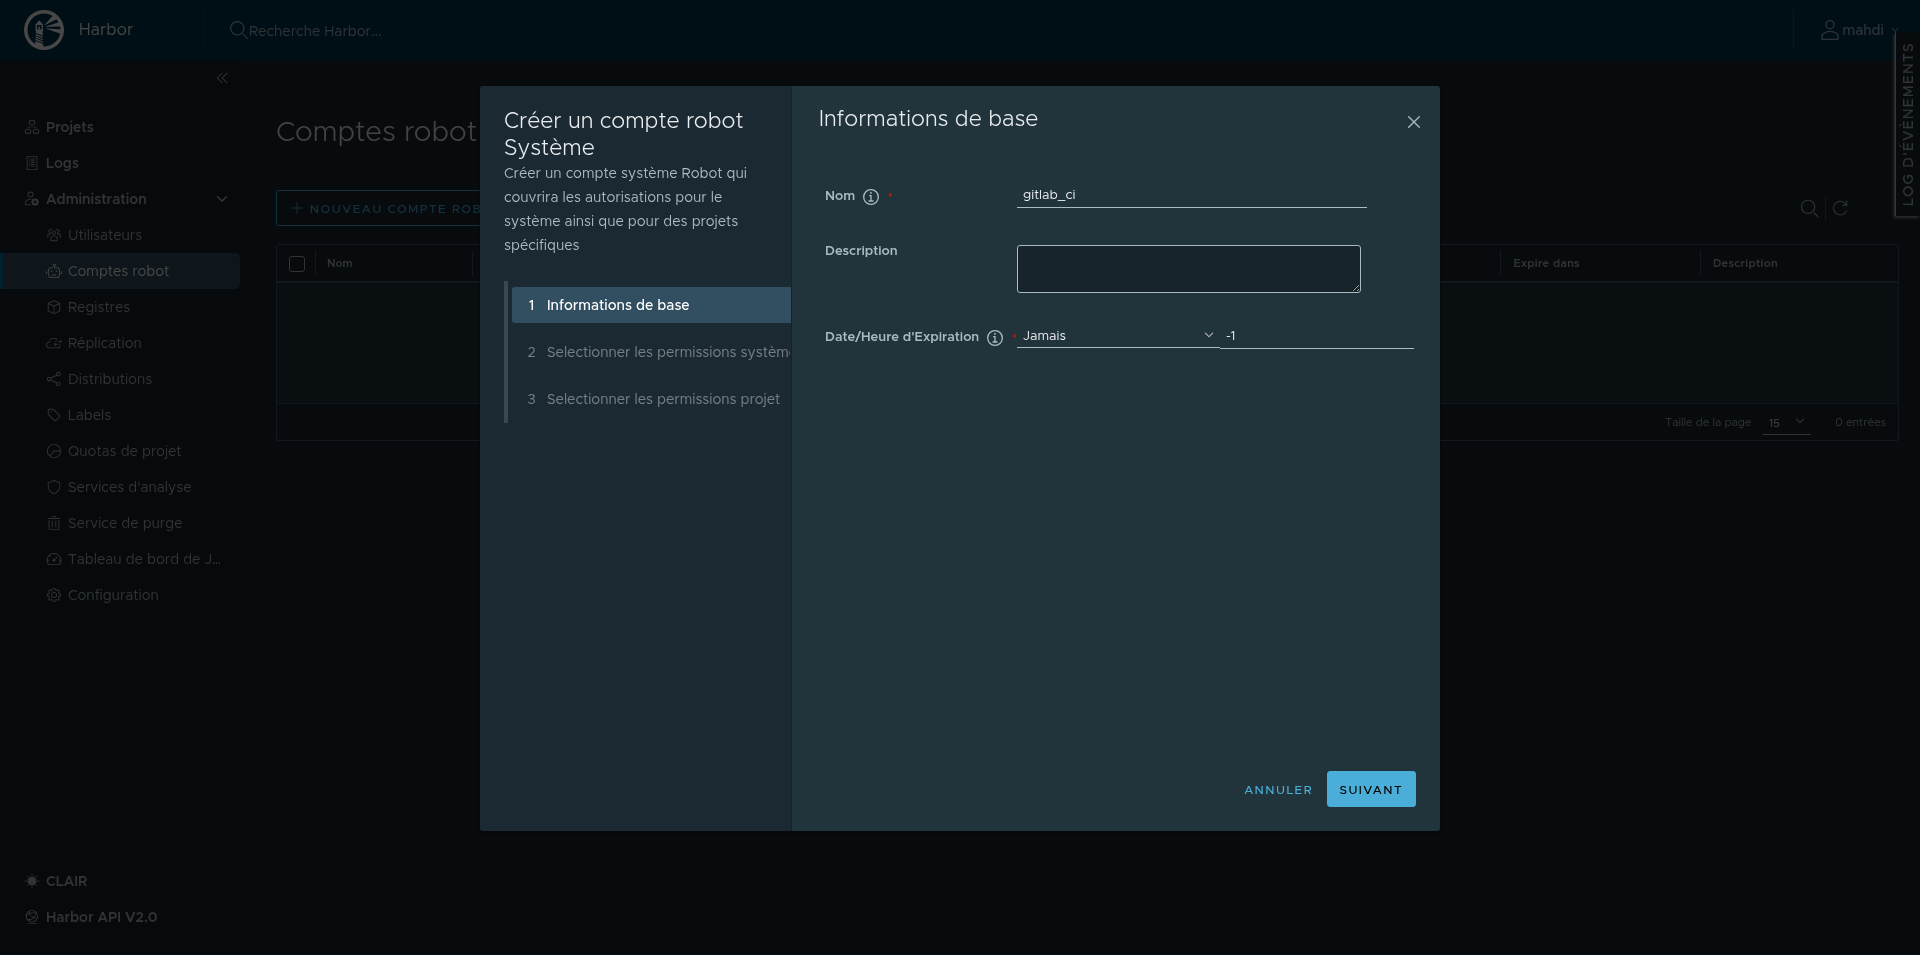 Harbor
Recherche Harbor...
mahdi
LOG D'ÉVÉNEMENTS
Projets
Logs
Administration
Utilisateurs
Comptes robot
Registres
Réplication
Distributions
Labels
Quotas de projet
Services d'analyse
Service de purge
Tableau de bord de J...
Configuration
CLAIR
Harbor API V2.0
Comptes robot
+ NOUVEAU COMPTE ROB
Nom
Expire dans
Description
Taille de la page 15 0 entrées
Créer un compte robot
Système
Créer un compte système Robot qui
couvrira les autorisations pour le
système ainsi que pour des projets
spécifiques
1 Informations de base
2 Selectionner les permissions systèm
3 Selectionner les permissions projet
Informations de base
Nom * gitlab_ci
Description
Date/Heure d'Expiration * Jamais -1
ANNULER SUIVANT